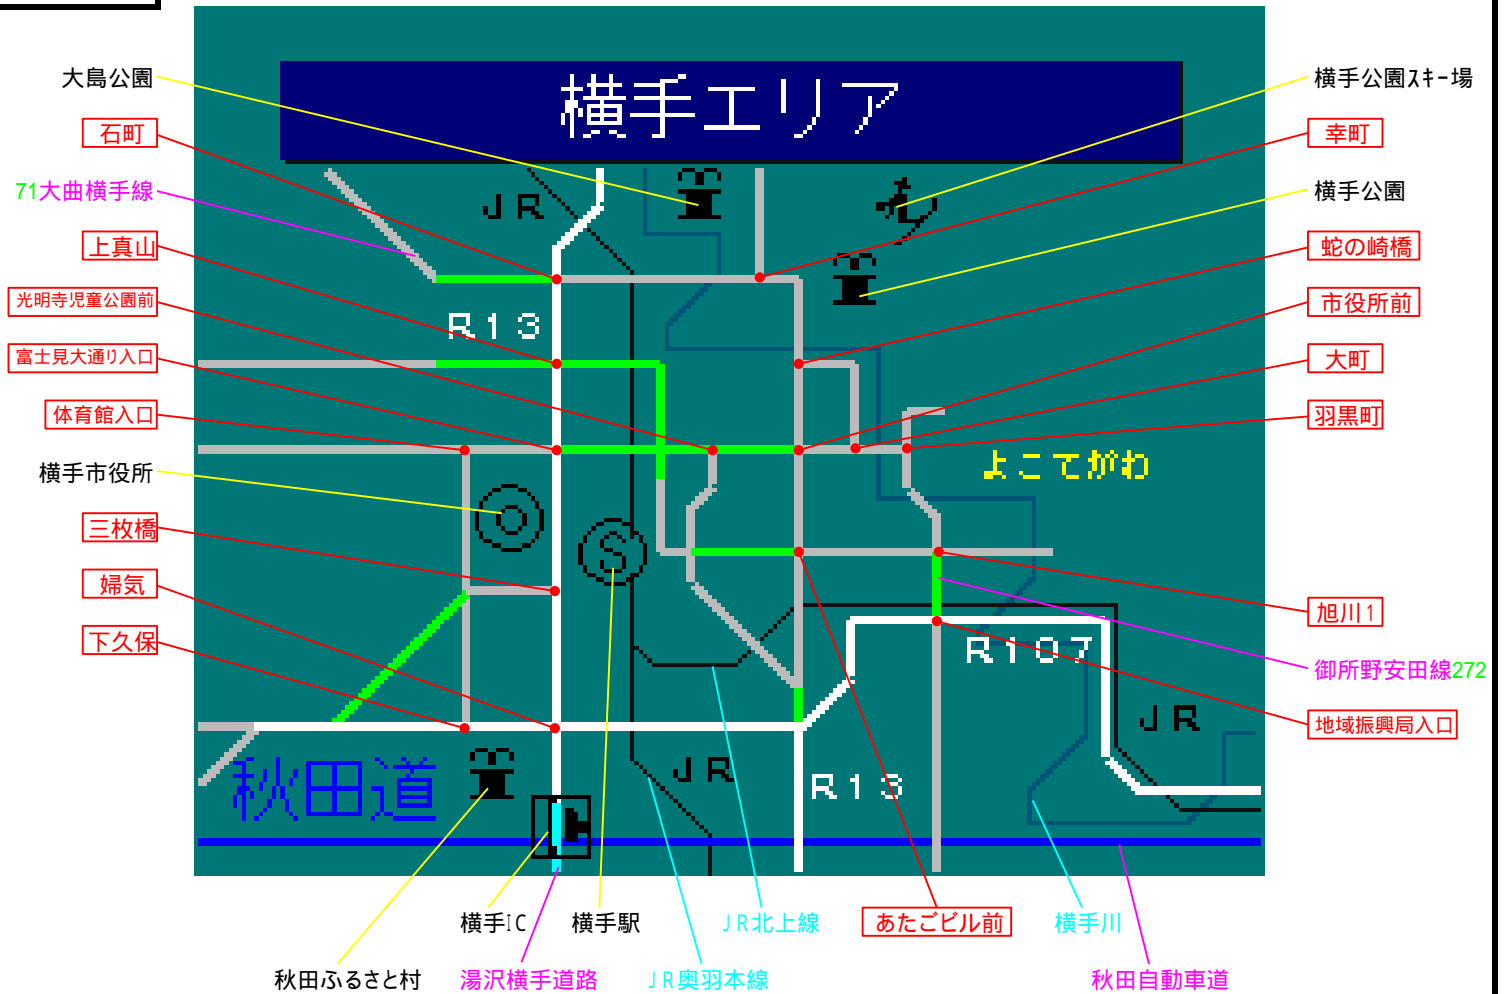 横手エリア
大島公園
石町
71大曲横手線
上真山
光明寺児童公園前
富士見大通り入口
体育館入口
横手市役所
三枚橋
婦気
下久保
横手公園スキー場
幸町
横手公園
蛇の崎橋
市役所前
大町
羽黒町
旭川1
御所野安田線272
地域振興局入口
JR
R13
よこてがわ
S
R107
JR
秋田道
JR
R13
横手IC
横手駅
JR北上線
あたごビル前
横手川
秋田ふるさと村
湯沢横手道路
JR奥羽本線
秋田自動車道